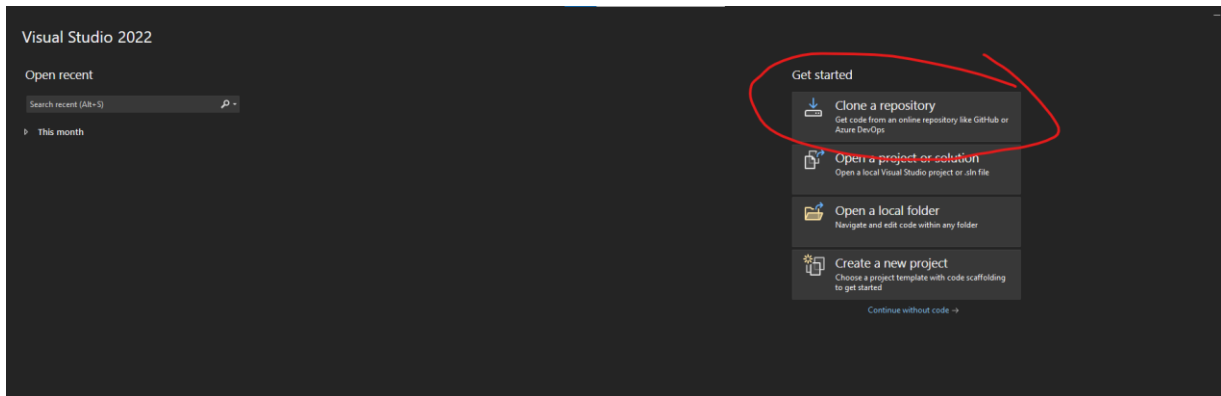 Visual Studio 2022
Open recent
Search recent (Alt+S)
This month
Get started
Clone a repository
Get code from an online repository like GitHub or
Azure DevOps
Open a project or solution
Open a local Visual Studio project or .sln file
Open a local folder
Navigate and edit code within any folder
Create a new project
Choose a project template with code scaffolding
to get started
Continue without code →